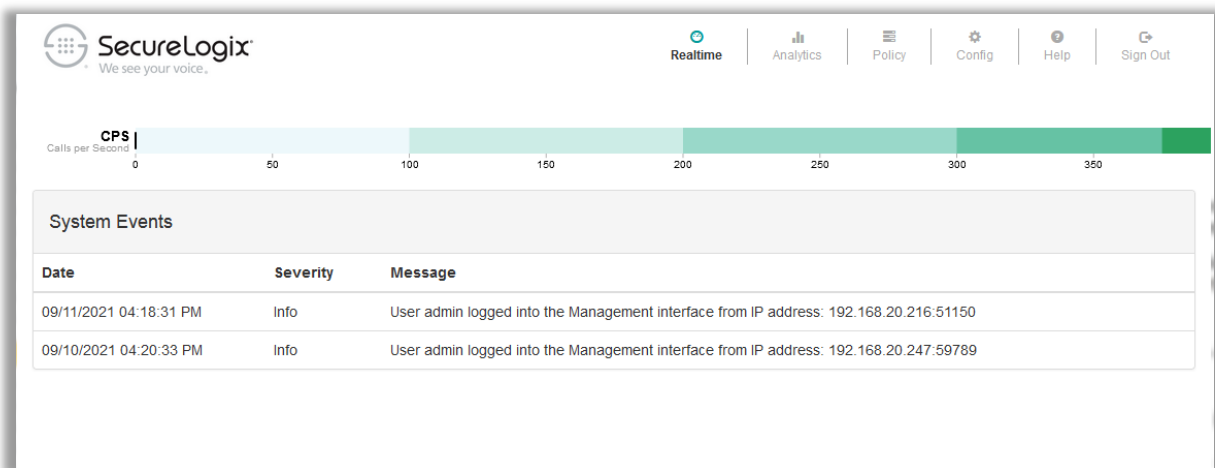 SecureLogix
We see your voice.
Realtime
Analytics
Policy
Config
Help
Sign Out
CPS
Calls per Second
0 50 100 150 200 250 300 350
System Events
Date Severity Message
09/11/2021 04:18:31 PM Info User admin logged into the Management interface from IP address: 192.168.20.216:51150
09/10/2021 04:20:33 PM Info User admin logged into the Management interface from IP address: 192.168.20.247:59789